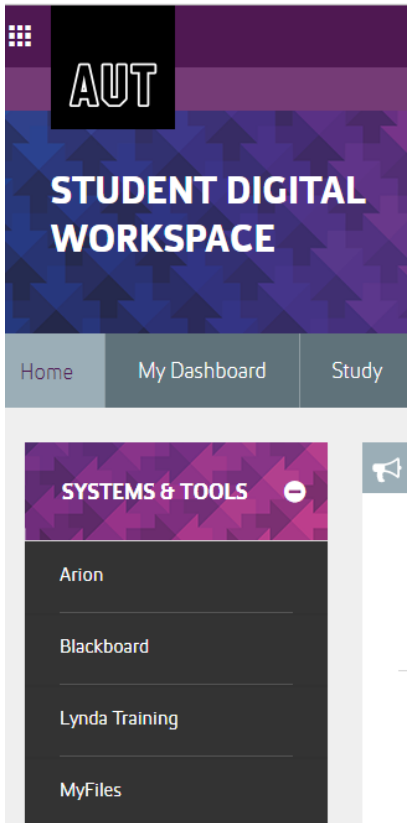 AUT
STUDENT DIGITAL
WORKSPACE
Home
My Dashboard
Study
SYSTEMS & TOOLS
Arion
Blackboard
Lynda Training
MyFiles